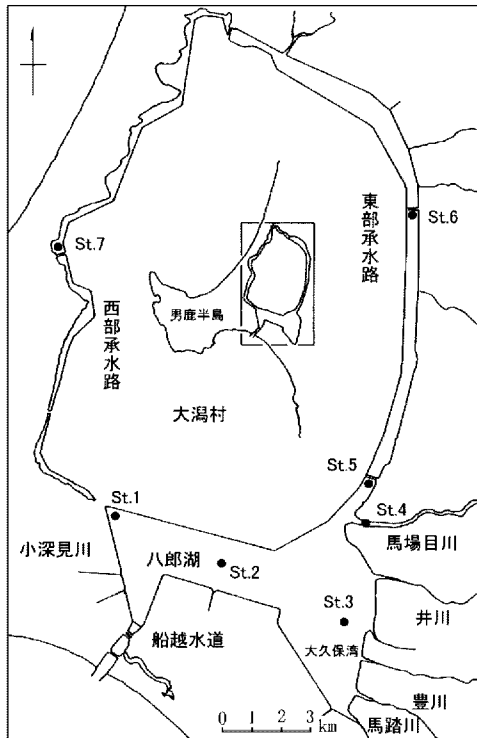 東部承水路
St.6
St.7
西部承水路
男鹿半島
大潟村
St.5
St.1
St.4
小深見川
八郎湖
馬場目川
St.2
St.3
井川
船越水道
大久保湾
豊川
0 1 2 3
km
馬踏川